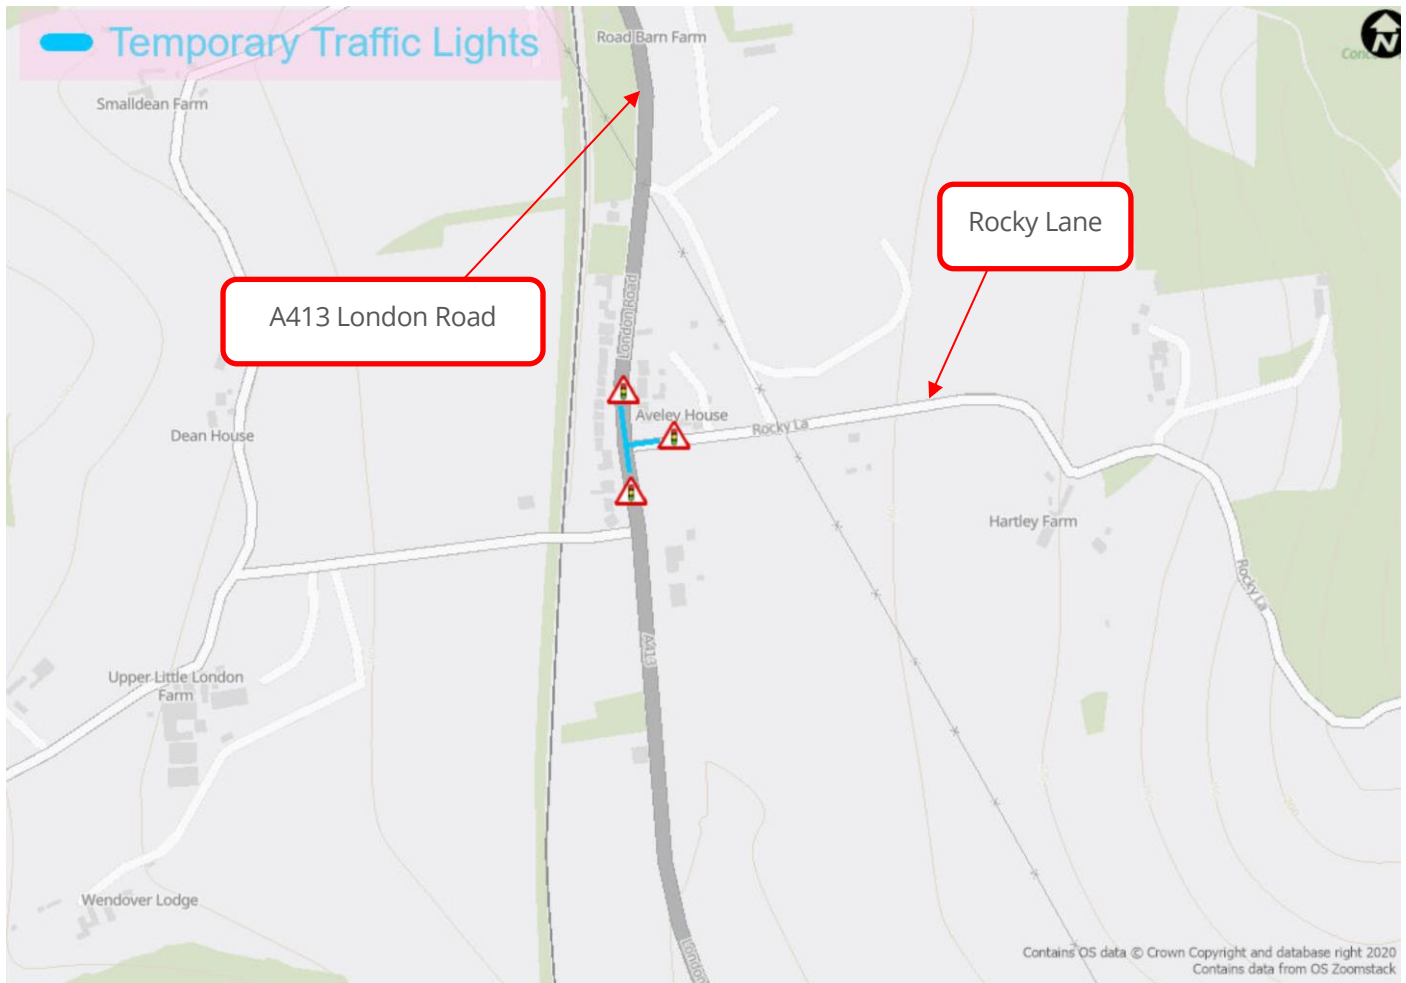 Temporary Traffic Lights
Road Barn Farm
N
Smalldean Farm
Rocky Lane
A413 London Road
London Road
Aveley House
Rocky La
Dean House
Hartley Farm
Rocky La
A413
Upper Little London
Farm
Wendover Lodge
London
Contains OS data © Crown Copyright and database right 2020
Contains data from OS Zoomstack